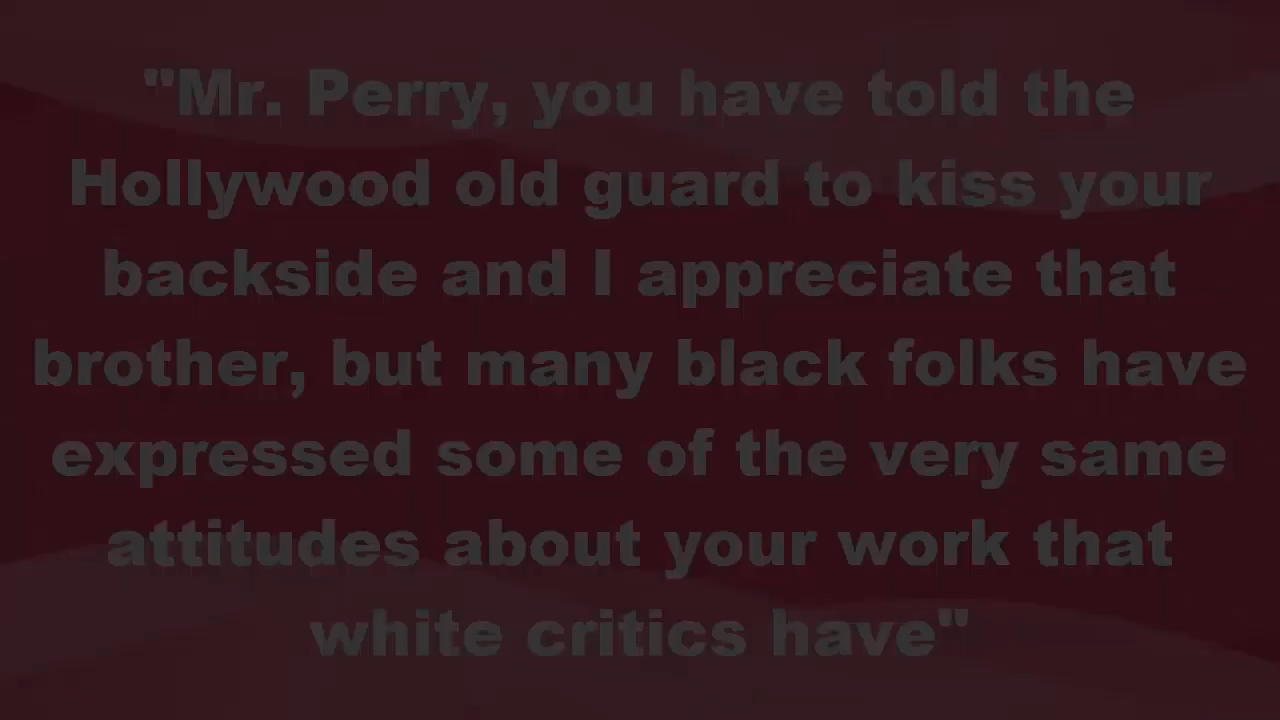 "Mr. Perry, you have told the
Hollywood old guard to kiss your
backside and I appreciate that
brother, but many black folks have
expressed some of the very same
attitudes about your work that
white critics have"